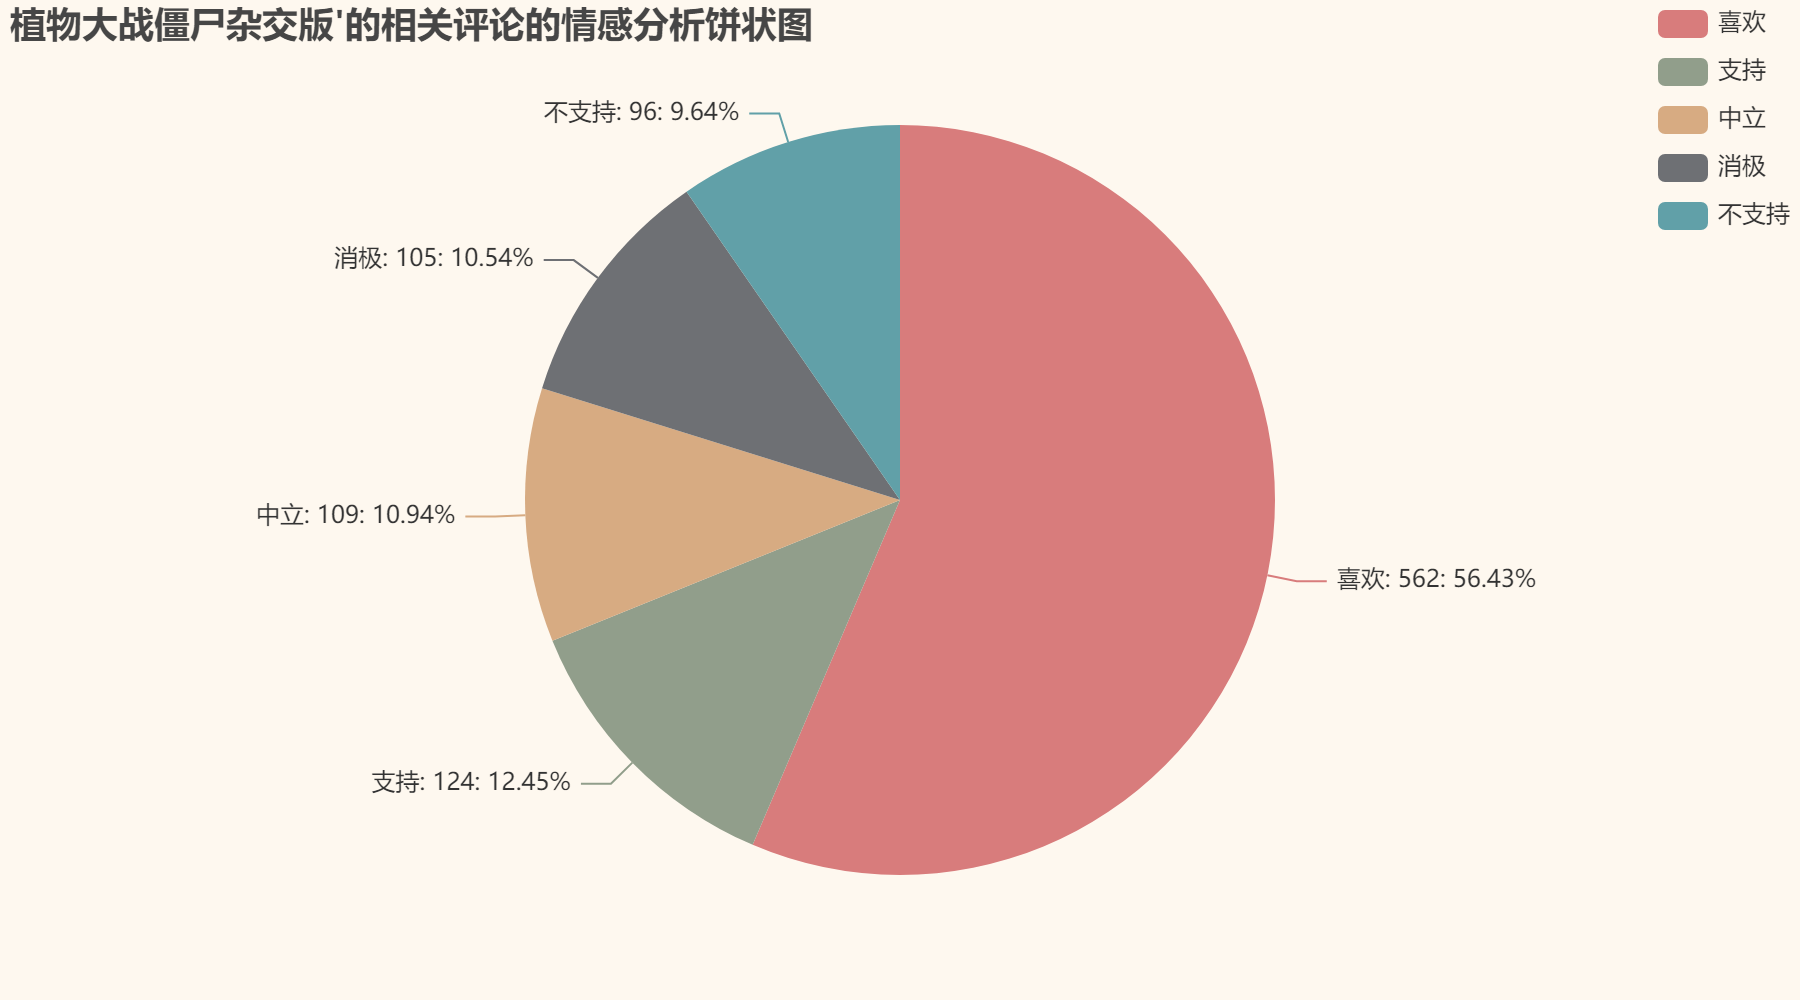 植物大战僵尸杂交版'的相关评论的情感分析饼状图
喜欢
支持
中立
消极
不支持
不支持: 96: 9.64%
消极: 105: 10.54%
中立: 109: 10.94%
喜欢: 562: 56.43%
支持: 124: 12.45%